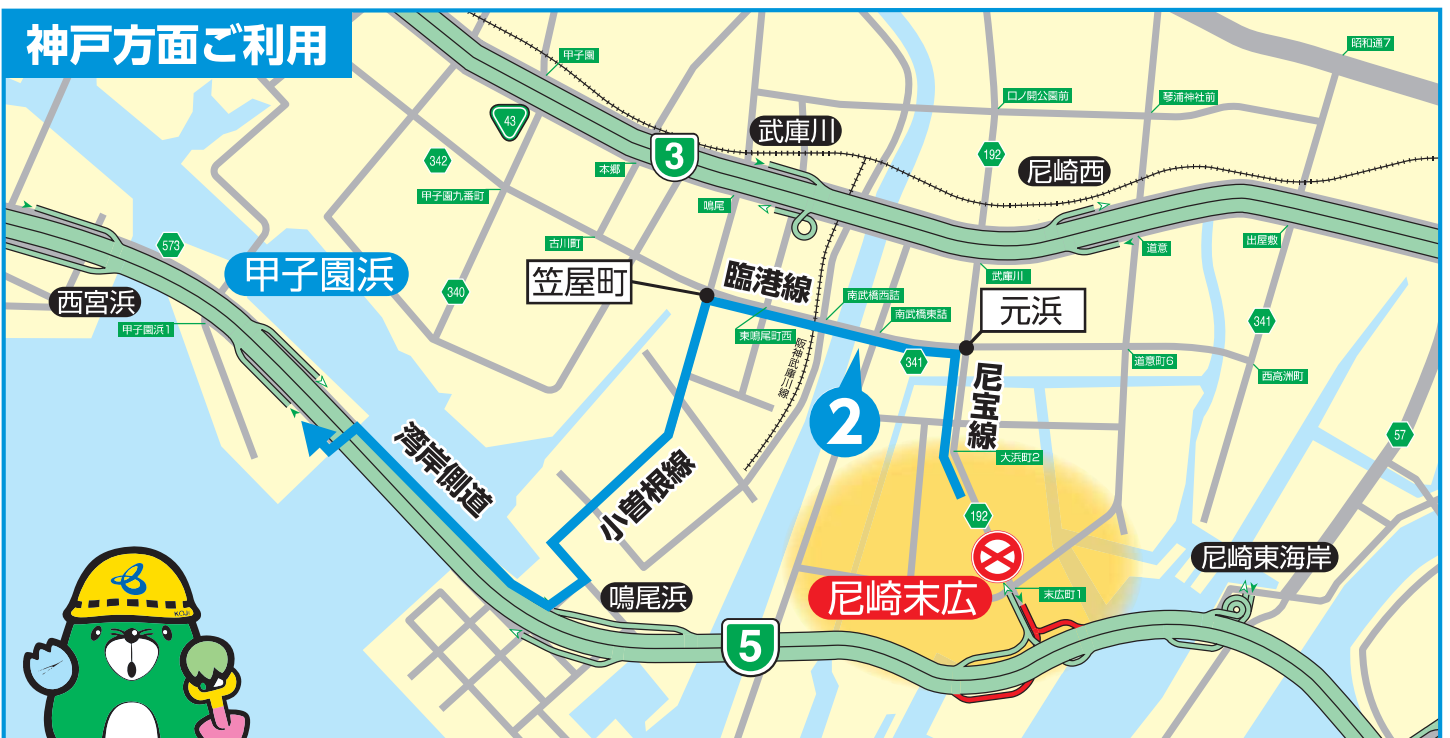 神戸方面ご利用
昭和通7
甲子園
口ノ開公園前
琴浦神社前
43
武庫川
3
342
192
本郷
尼崎西
甲子園九番町
鳴尾
573
古川町
道意
出屋敷
甲子園浜
笠屋町
臨港線
武庫川
340
南武橋西詰
元浜
西宮浜
南武橋東詰
341
甲子園浜1
東鳴尾町西
阪神武庫川線
341
道意町6
西高洲町
尼宝線
2
57
湾岸側道
大浜町2
小曽根線
192
尼崎東海岸
鳴尾浜
尼崎末広
末広町1
5
KOJI